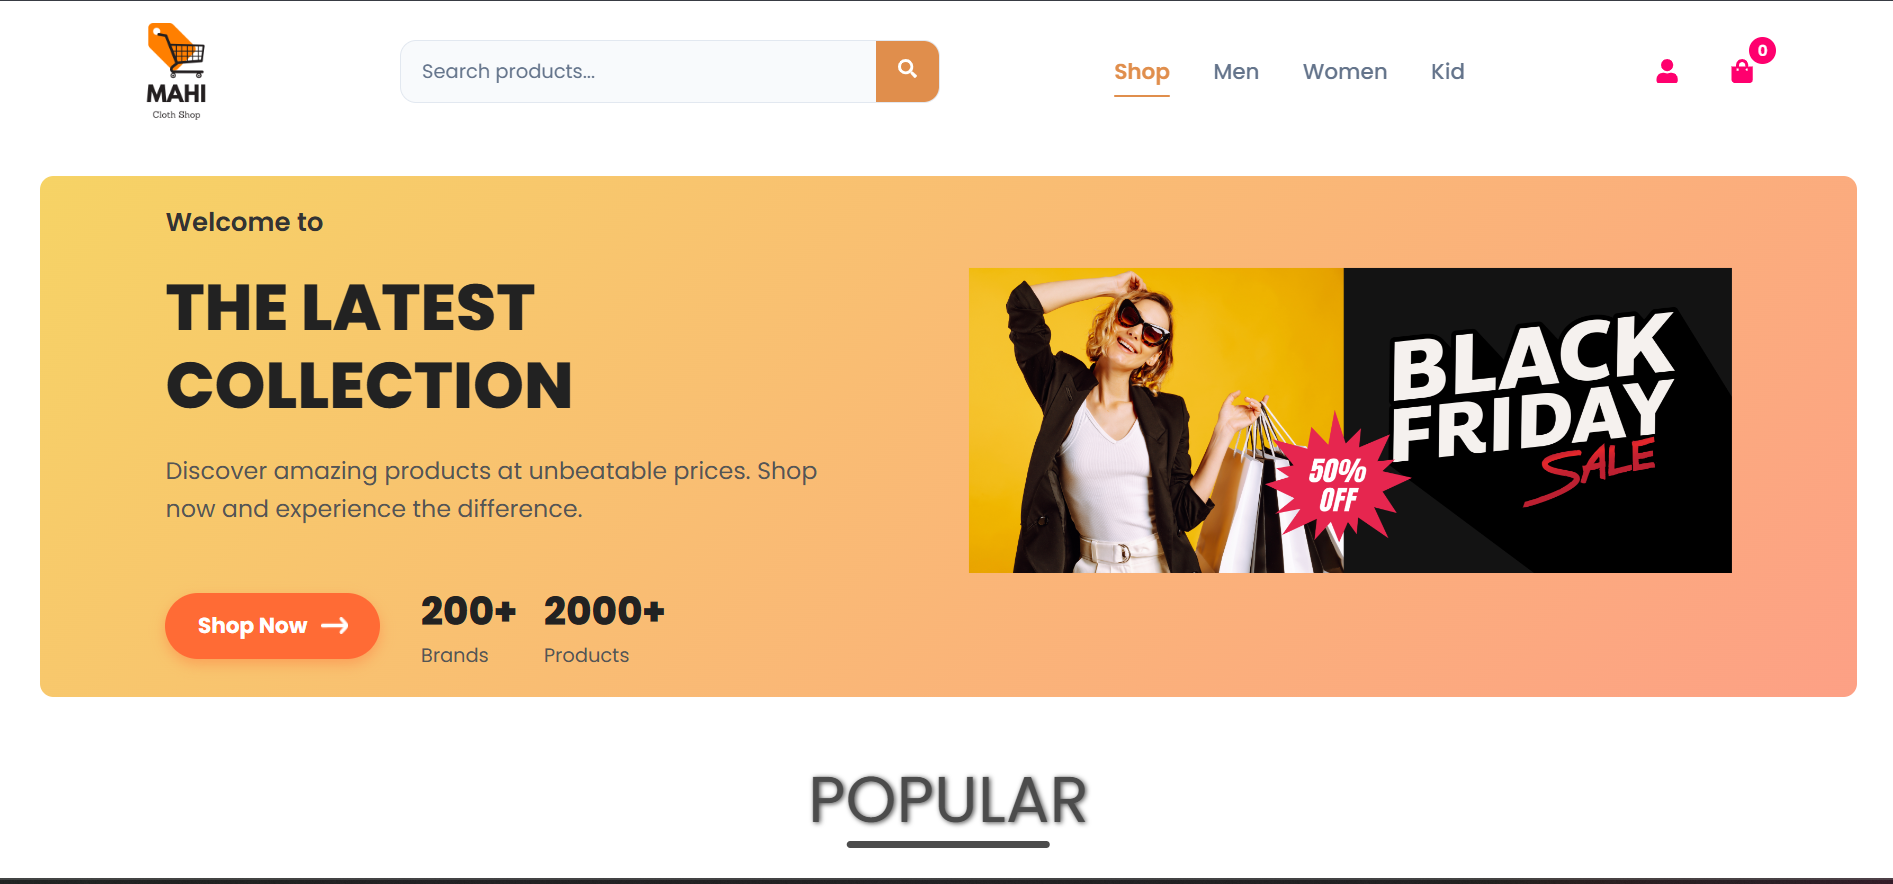 MAHI
Cloth Shop
Search products...
Shop
Men
Women
Kid
0
Welcome to
THE LATEST
COLLECTION
Discover amazing products at unbeatable prices. Shop
now and experience the difference.
Shop Now
200+
Brands
2000+
Products
50%
OFF
BLACK
FRIDAY
SALE
POPULAR